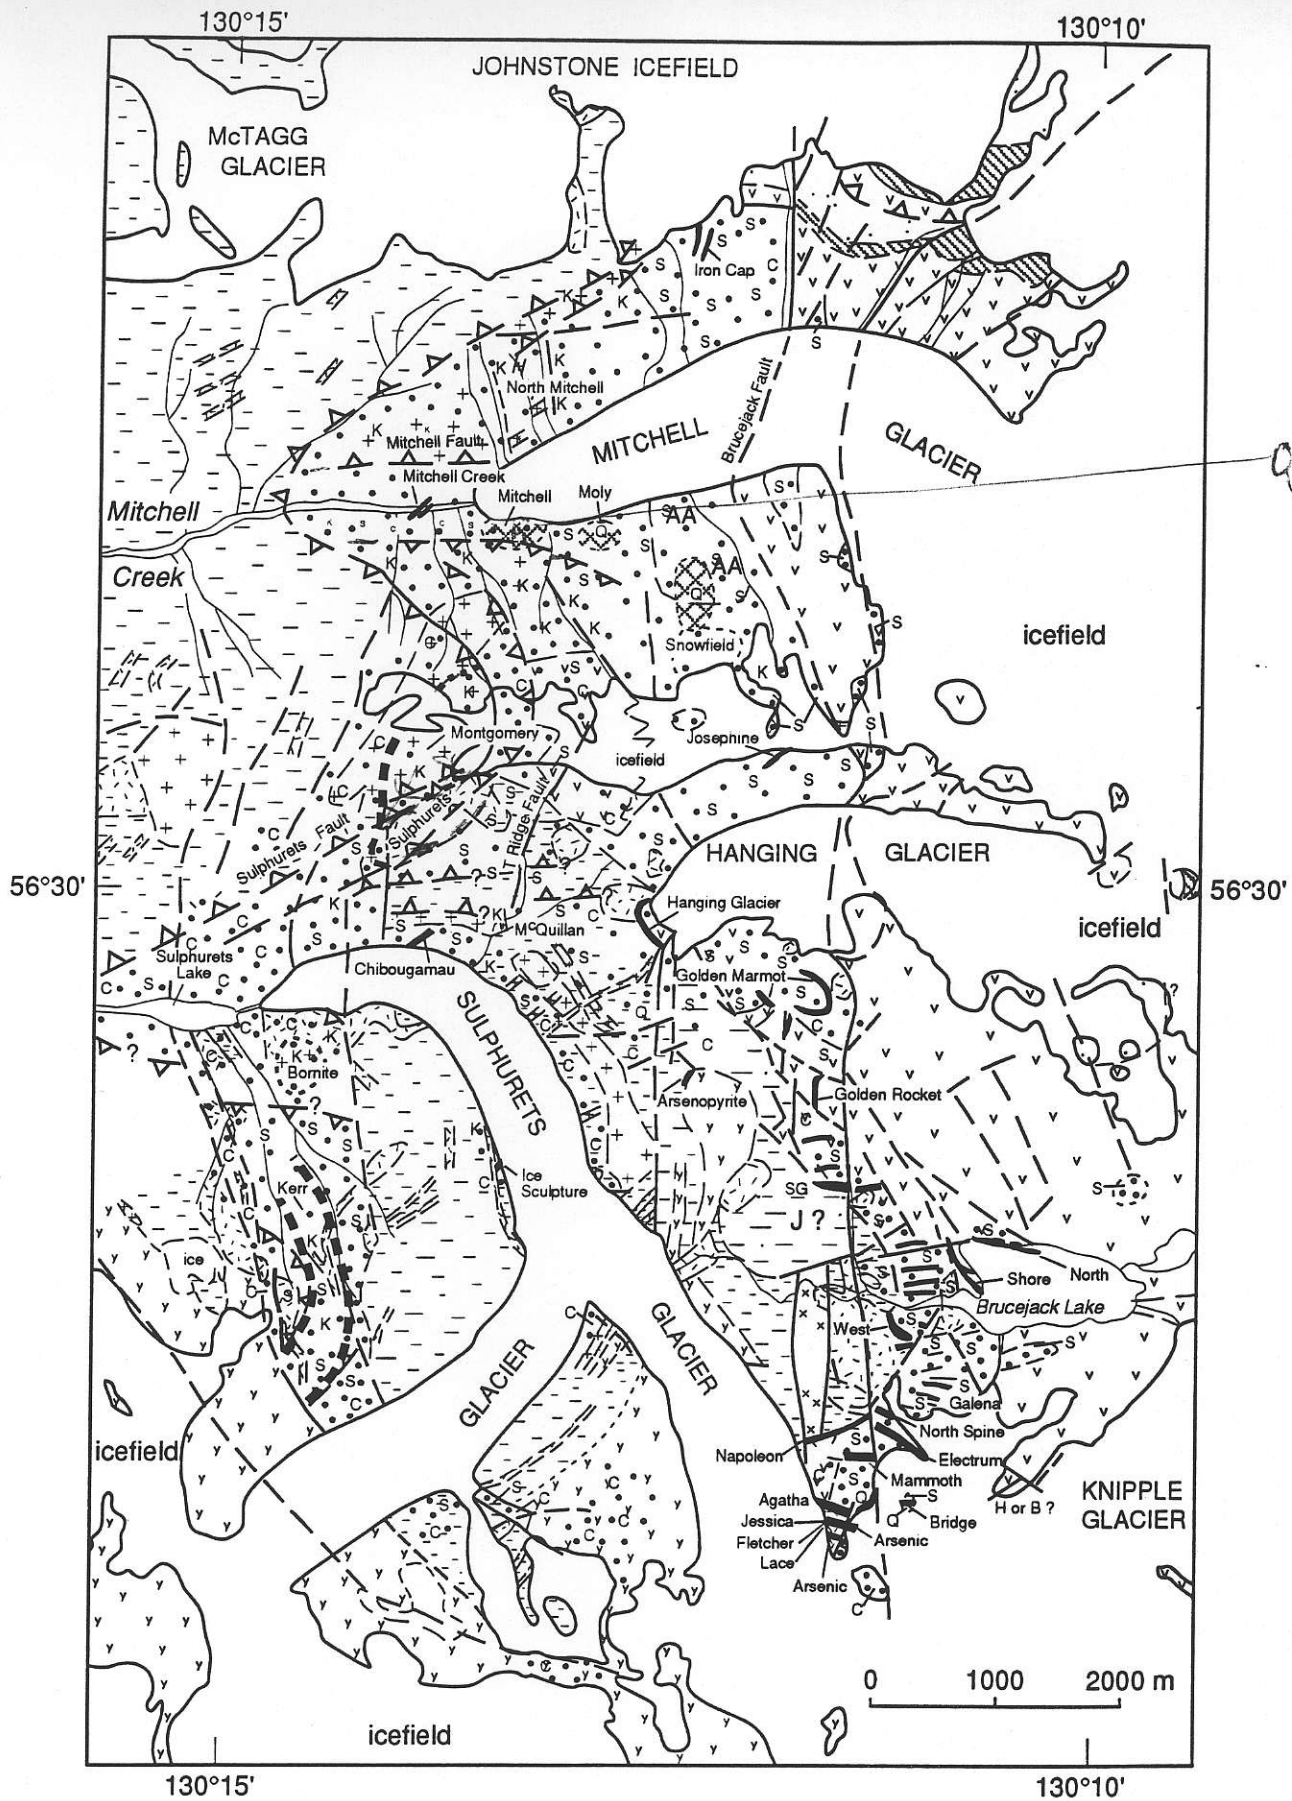 130°15'
130°10'
JOHNSTONE ICEFIELD
McTAGG
GLACIER
Iron Cap
North Mitchell
Brucejack Fault
MITCHELL
GLACIER
Mitchell Fault
Mitchell Creek
Mitchell
Moly
Mitchell
Creek
AA
AA
Snowfield
icefield
Montgomery
icefield
Josephine
Sulphurets
Fault
Sulphurets
T Ridge Fault
HANGING
GLACIER
56°30'
56°30'
Hanging Glacier
icefield
McQuillan
Sulphurets
Lake
Chibougamau
Golden Marmot
SULPHURETS
Bornite
Arsenopyrite
Golden Rocket
Kerr
Ice
Sculpture
SG
J ?
ice
Shore
North
Brucejack Lake
GLACIER
West
GLACIER
Galena
North Spine
icefield
Napoleon
Electrum
Mammoth
Agatha
Bridge
H or B ?
KNIPPLE
GLACIER
Jessica
Arsenic
Fletcher
Lace
Arsenic
0 1000 2000 m
icefield
130°15'
130°10'